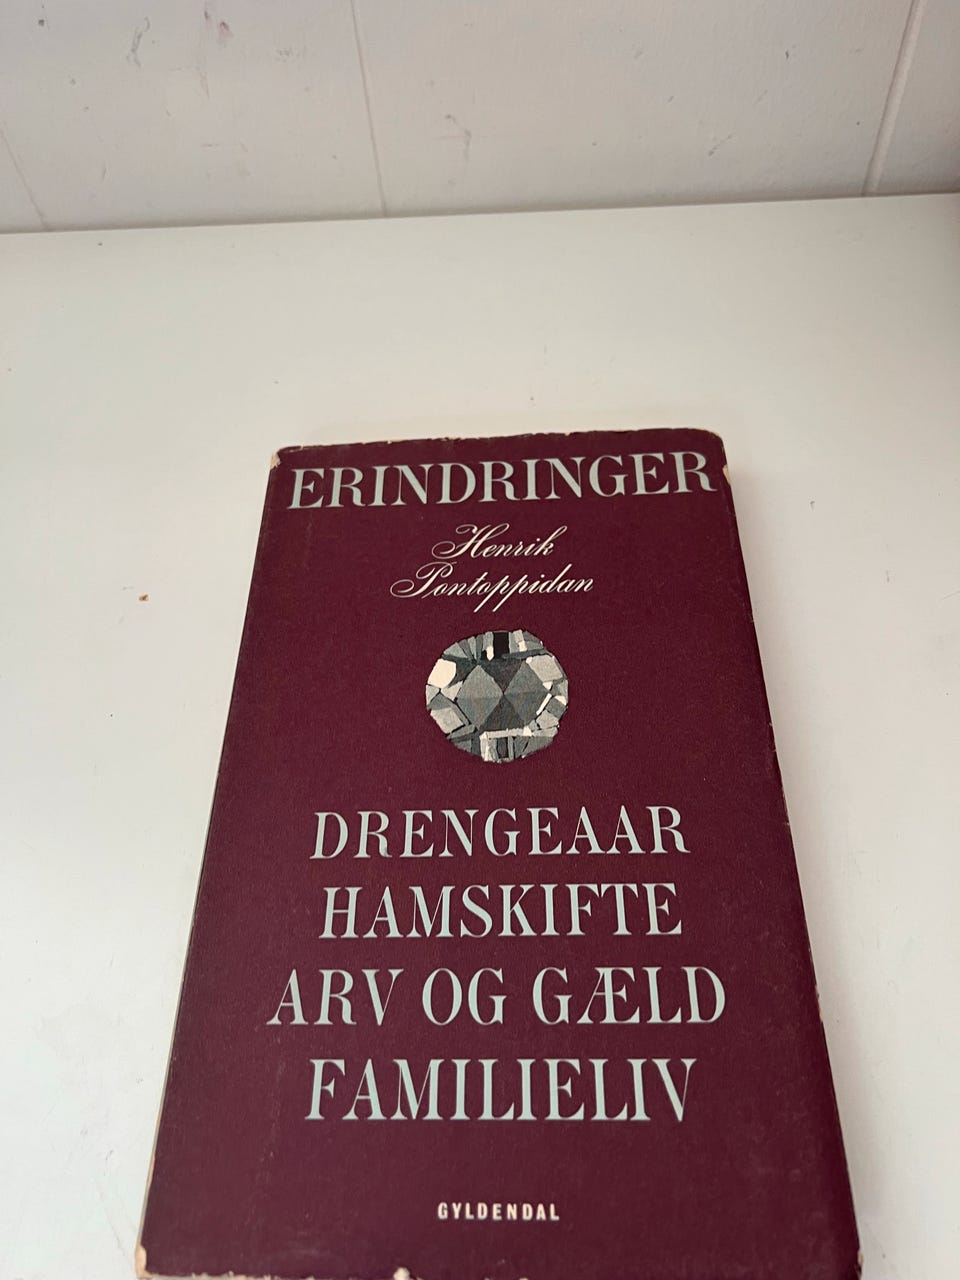 ERINDRINGER
Henrik
Pontoppidan
DRENGEAAR
HAMSKIFTE
ARV OG GÆLD
FAMILIELIV
GYLDENDAL